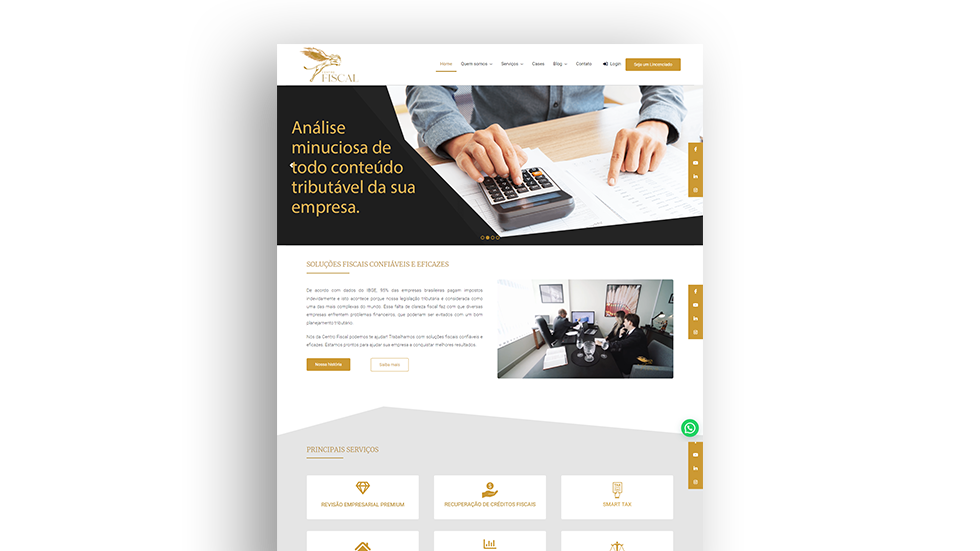 FISCAL
Home Quem somos Serviços Cases Blog Contato Login Seja um Licenciado
Análise
minuciosa de
todo conteúdo
tributável da sua
empresa.
SOLUÇÕES FISCAIS CONFIÁVEIS E EFICAZES
De acordo com dados do IBGE, 95% das empresas brasileiras pagam impostos
indevidamente e isto acontece porque nossa legislação tributária é considerada como
uma das mais complexas do mundo. Essa falta de clareza fiscal faz com que diversas
empresas enfrentem problemas financeiros, que poderiam ser evitados com um bom
planejamento tributário.
Nós da Centro Fiscal podemos te ajudar! Trabalhamos com soluções fiscais confiáveis e
eficazes. Estamos prontos para ajudar sua empresa a conquistar melhores resultados.
Nossa história Saiba mais
PRINCIPAIS SERVIÇOS
REVISÃO EMPRESARIAL PREMIUM
RECUPERAÇÃO DE CRÉDITOS FISCAIS
SMART TAX